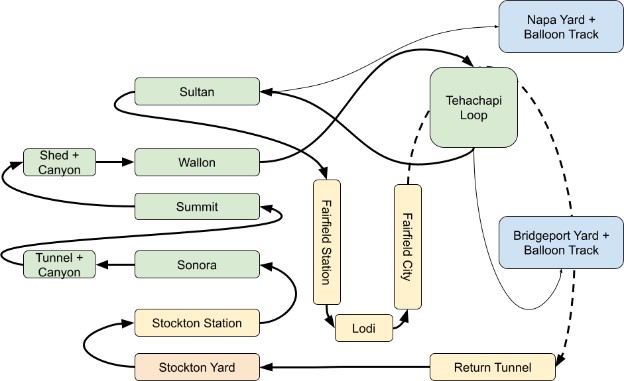 Napa Yard +
Balloon Track
Sultan
Tehachapi
Loop
Shed +
Canyon
Wallon
Summit
Fairfield Station
Fairfield City
Bridgeport Yard +
Balloon Track
Tunnel +
Canyon
Sonora
Stockton Station
Lodi
Stockton Yard
Return Tunnel